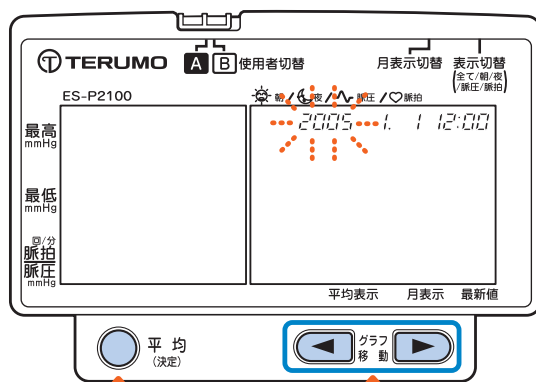 TERUMO
A B 使用者切替
月表示切替
表示切替
(全て/朝/夜
/脈圧/脈拍)
ES-P2100
朝/夜/脈圧/脈拍
2005 1. 1 12:00
最高
mmHg
最低
mmHg
回/分
脈拍
脈圧
mmHg
平均表示 月表示 最新値
平均
(決定)
グラフ
移動